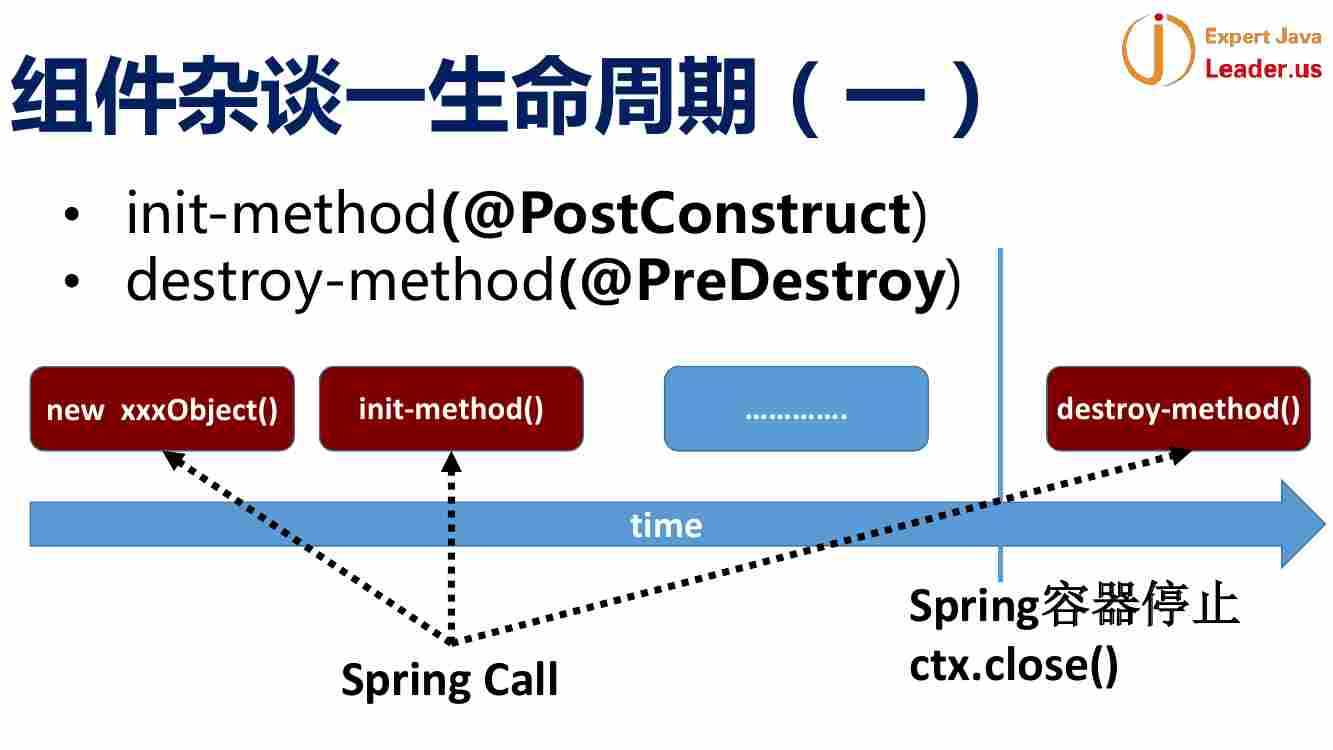 Expert Java
Leader.us
组件杂谈一生命周期（一）
• init-method(@PostConstruct)
• destroy-method(@PreDestroy)
new xxxObject()
init-method()
………….
destroy-method()
time
Spring容器停止
ctx.close()
Spring Call